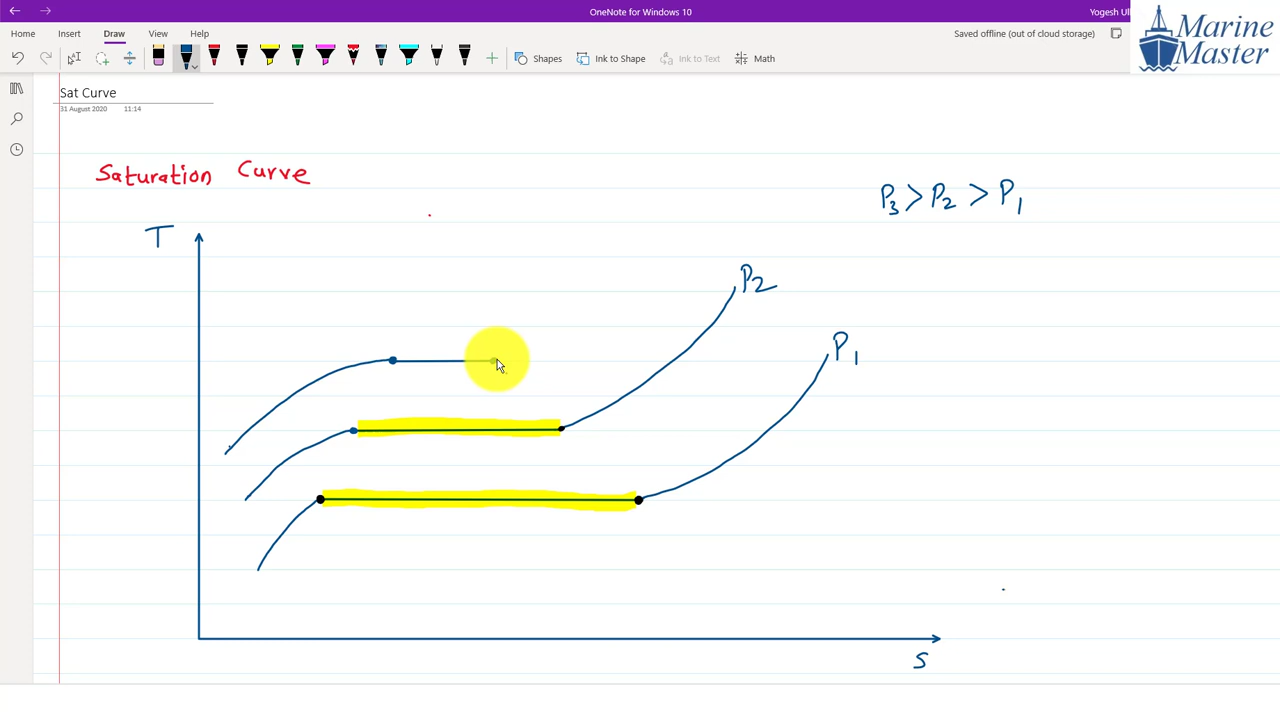 OneNote for Windows 10
Yogesh Ull
Home Insert Draw View Help
Saved offline (out of cloud storage)
Shapes Ink to Shape Ink to Text Math
Marine
Master
Sat Curve
31 August 2020 11:14
Saturation Curve
P3 > P2 > P1
T
P2
P1
s